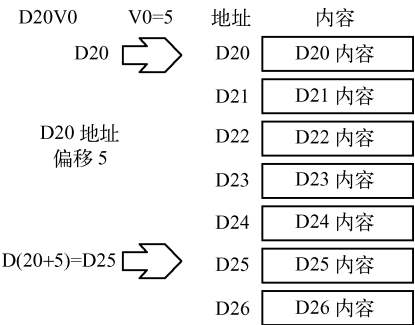 D20V0 V0=5 地址 内容
D20 D20 D20 内容
D21 D21 内容
D20 地址
偏移 5
D22 D22 内容
D23 D23 内容
D24 D24 内容
D(20+5)=D25 D25 D25 内容
D26 D26 内容